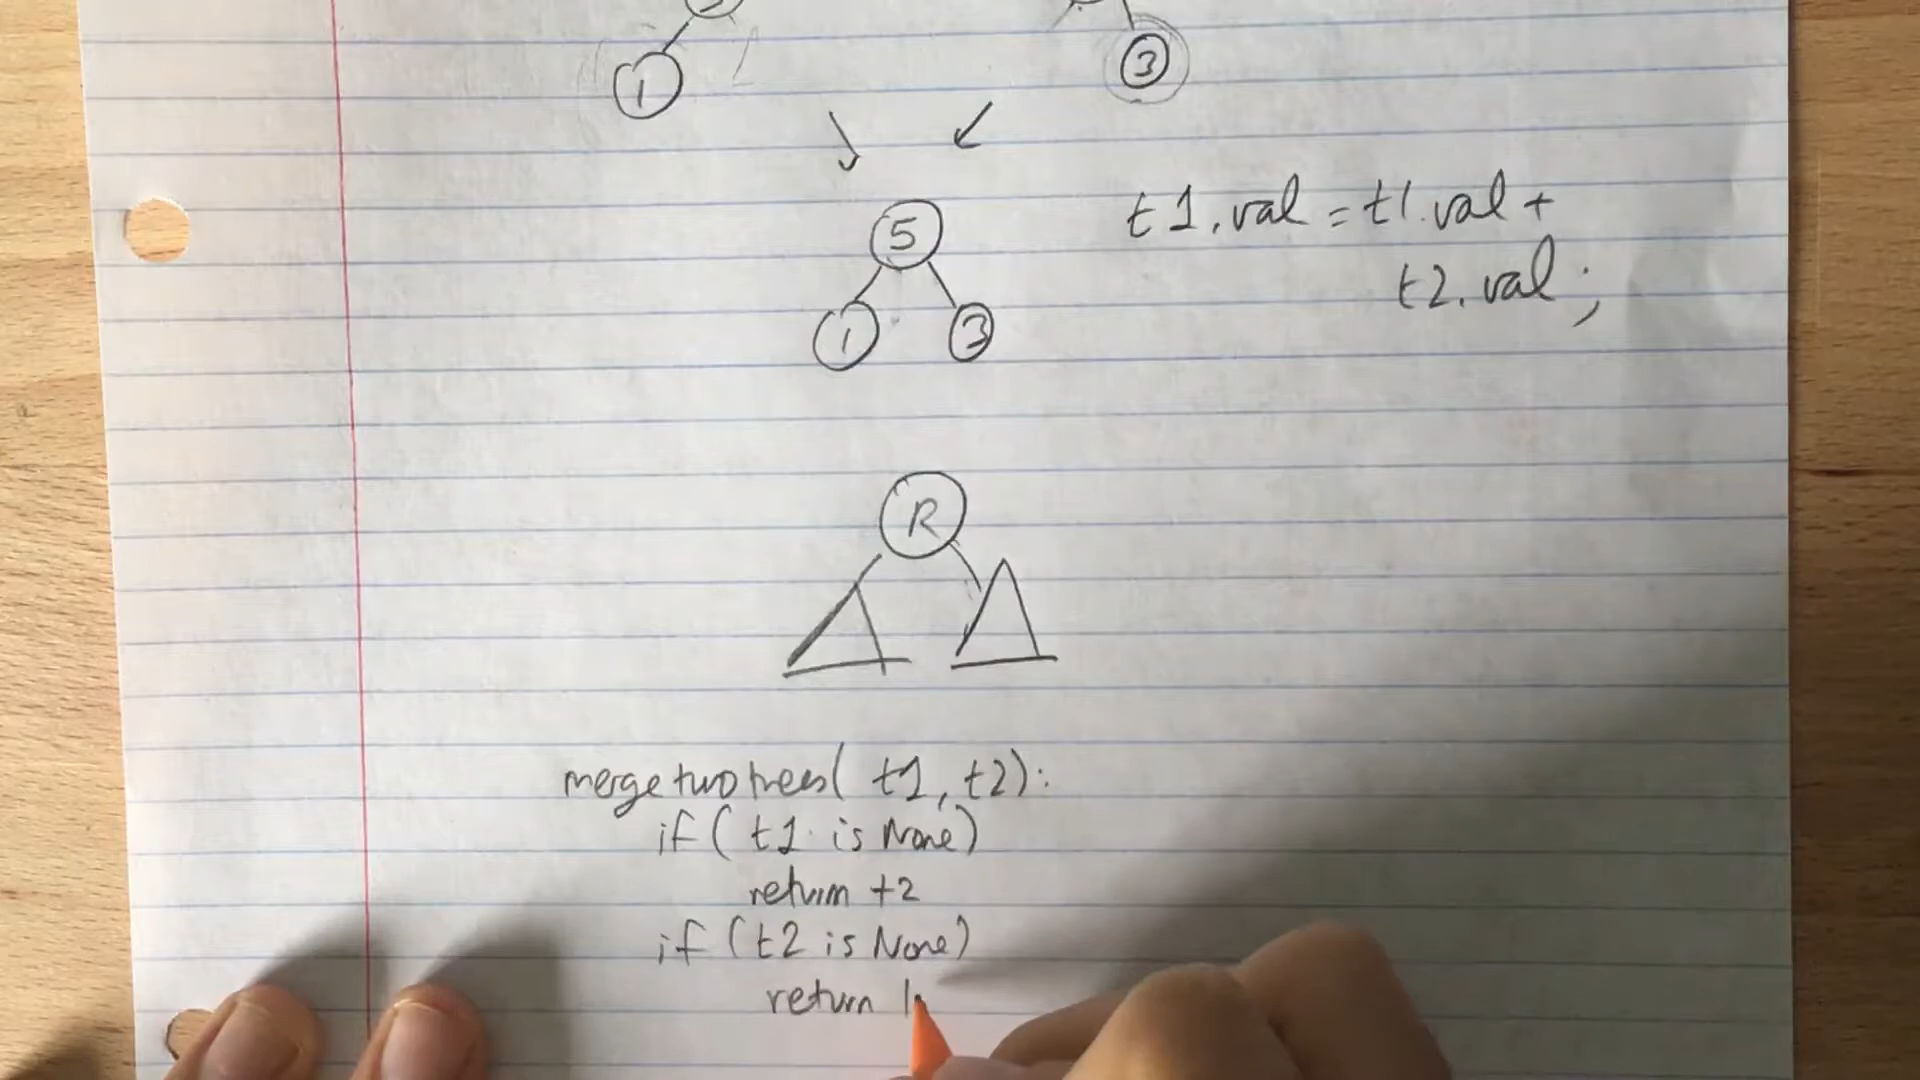 1
3
t1.val = t1.val +
t2.val;
5
1 3
R
mergetwotrees( t1, t2):
if ( t1 is None)
return t2
if (t2 is None)
return